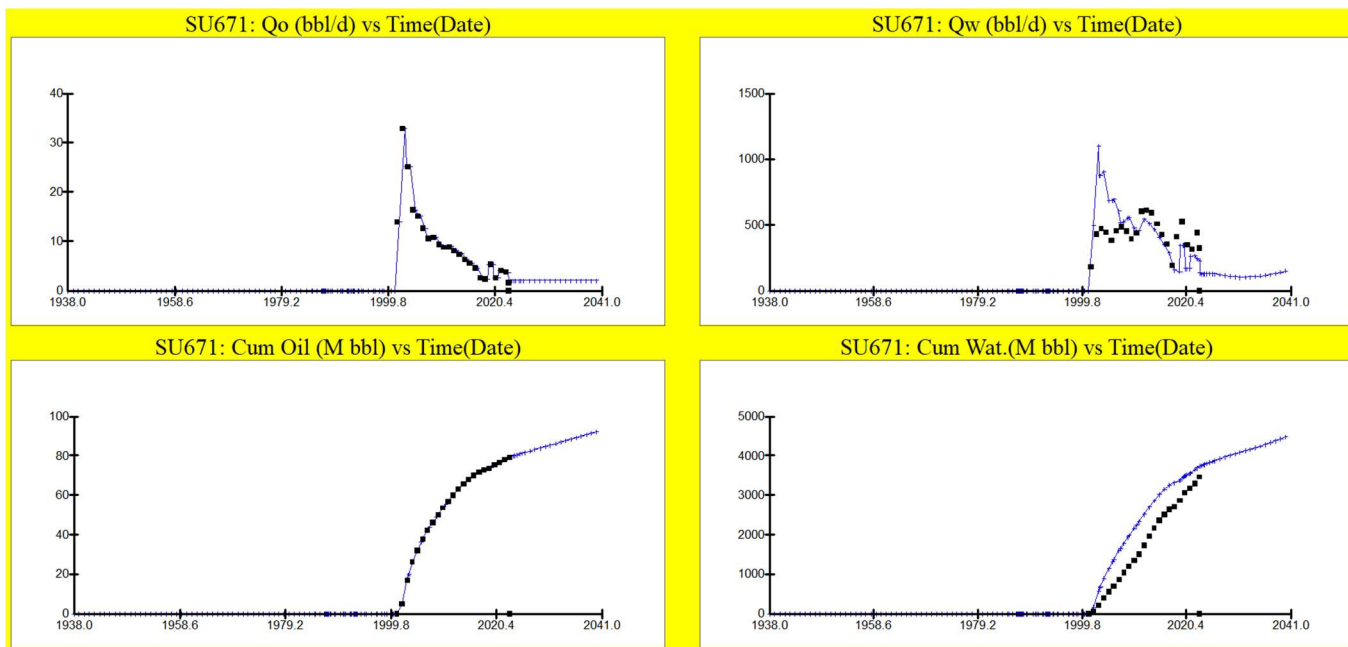 SU671: Qo (bbl/d) vs Time(Date)
40
30
20
10
0
1938.0 1958.6 1979.2 1999.8 2020.4 2041.0
SU671: Qw (bbl/d) vs Time(Date)
1500
1000
500
0
1938.0 1958.6 1979.2 1999.8 2020.4 2041.0
SU671: Cum Oil (M bbl) vs Time(Date)
100
80
60
40
20
0
1938.0 1958.6 1979.2 1999.8 2020.4 2041.0
SU671: Cum Wat.(M bbl) vs Time(Date)
5000
4000
3000
2000
1000
0
1938.0 1958.6 1979.2 1999.8 2020.4 2041.0